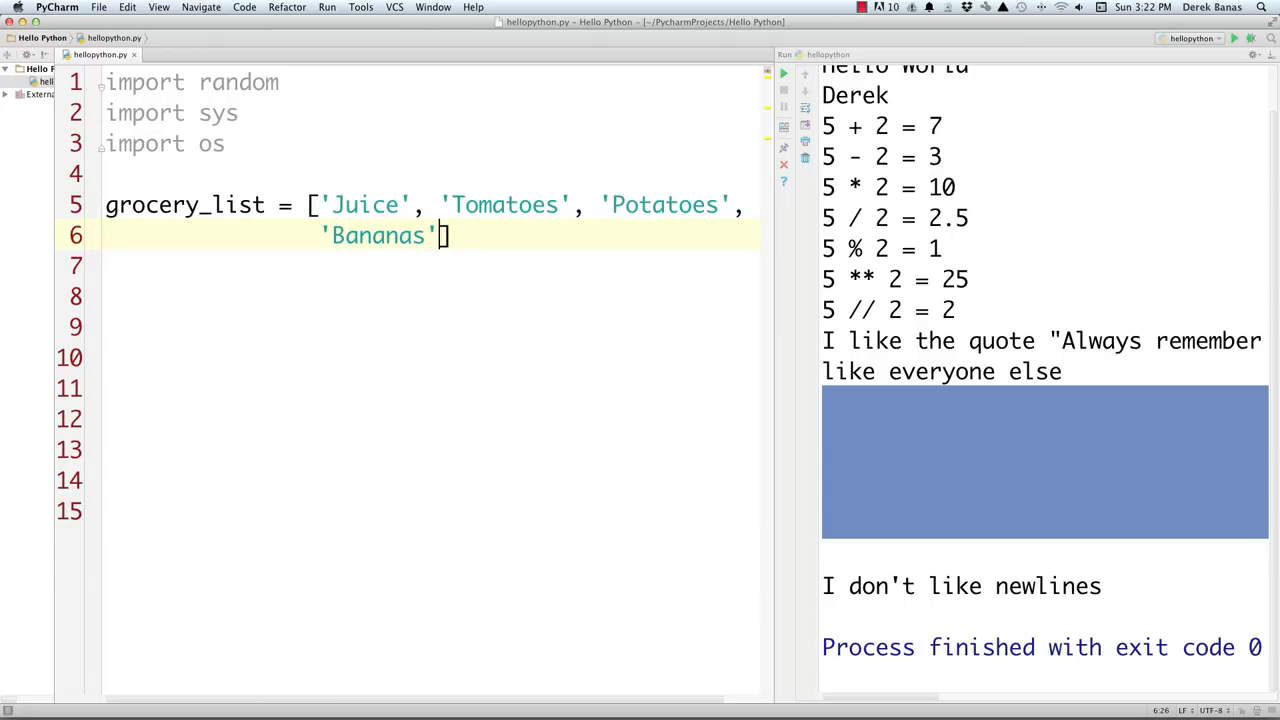 PyCharm File Edit View Navigate Code Refactor Run Tools VCS Window Help 10 Sun 3:22 PM Derek Banas
hellopython.py – Hello Python – [~/PycharmProjects/Hello Python]
Hello Python hellopython.py hellopython
hellopython.py
Run hellopython
Hello P
hell
Externa
1 import random
2 import sys
3 import os
4
5 grocery_list = ['Juice', 'Tomatoes', 'Potatoes',
6 'Bananas']
7
8
9
10
11
12
13
14
15
Hello World
Derek
5 + 2 = 7
5 - 2 = 3
5 * 2 = 10
5 / 2 = 2.5
5 % 2 = 1
5 ** 2 = 25
5 // 2 = 2
I like the quote "Always remember
like everyone else
I don't like newlines
Process finished with exit code 0
6:26 LF UTF-8